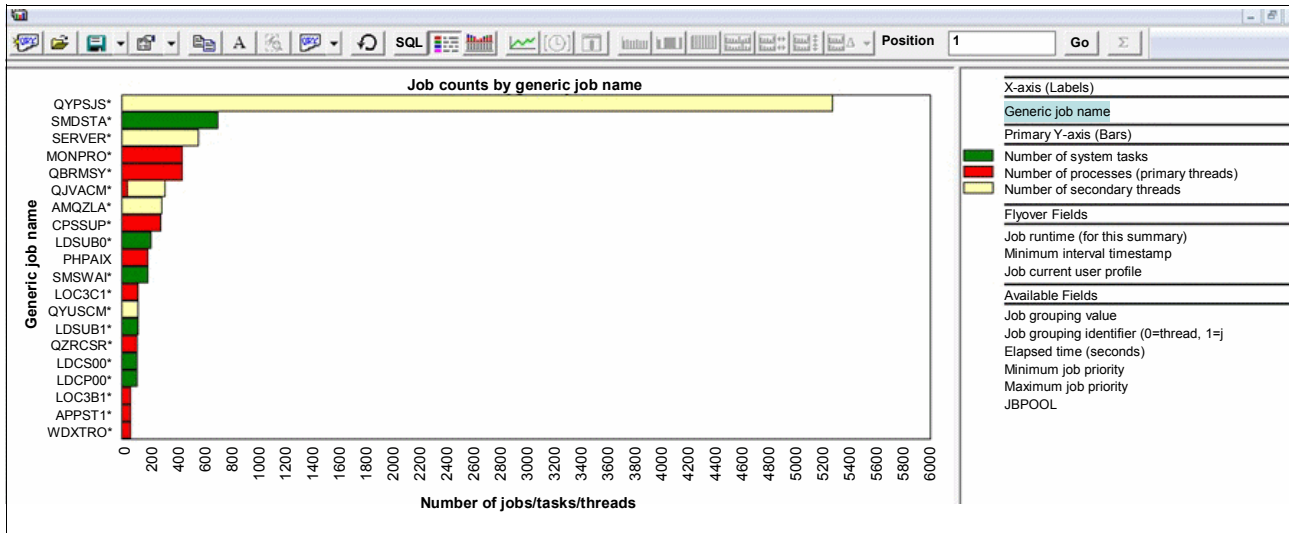 SQL
Position
1
Go
Σ
A
Job counts by generic job name
Generic job name
QYPSJS*
SMDSTA*
SERVER*
MONPRO*
QBRMSY*
QJVACM*
AMQZLA*
CPSSUP*
LDSUB0*
PHPAIX
SMSWAI*
LOC3C1*
QYUSCM*
LDSUB1*
QZRCSR*
LDCS00*
LDCP00*
LOC3B1*
APPST1*
WDXTRO*
0 200 400 600 800 1000 1200 1400 1600 1800 2000 2200 2400 2600 2800 3000 3200 3400 3600 3800 4000 4200 4400 4600 4800 5000 5200 5400 5600 5800 6000
Number of jobs/tasks/threads
X-axis (Labels)
Generic job name
Primary Y-axis (Bars)
Number of system tasks
Number of processes (primary threads)
Number of secondary threads
Flyover Fields
Job runtime (for this summary)
Minimum interval timestamp
Job current user profile
Available Fields
Job grouping value
Job grouping identifier (0=thread, 1=j
Elapsed time (seconds)
Minimum job priority
Maximum job priority
JBPOOL